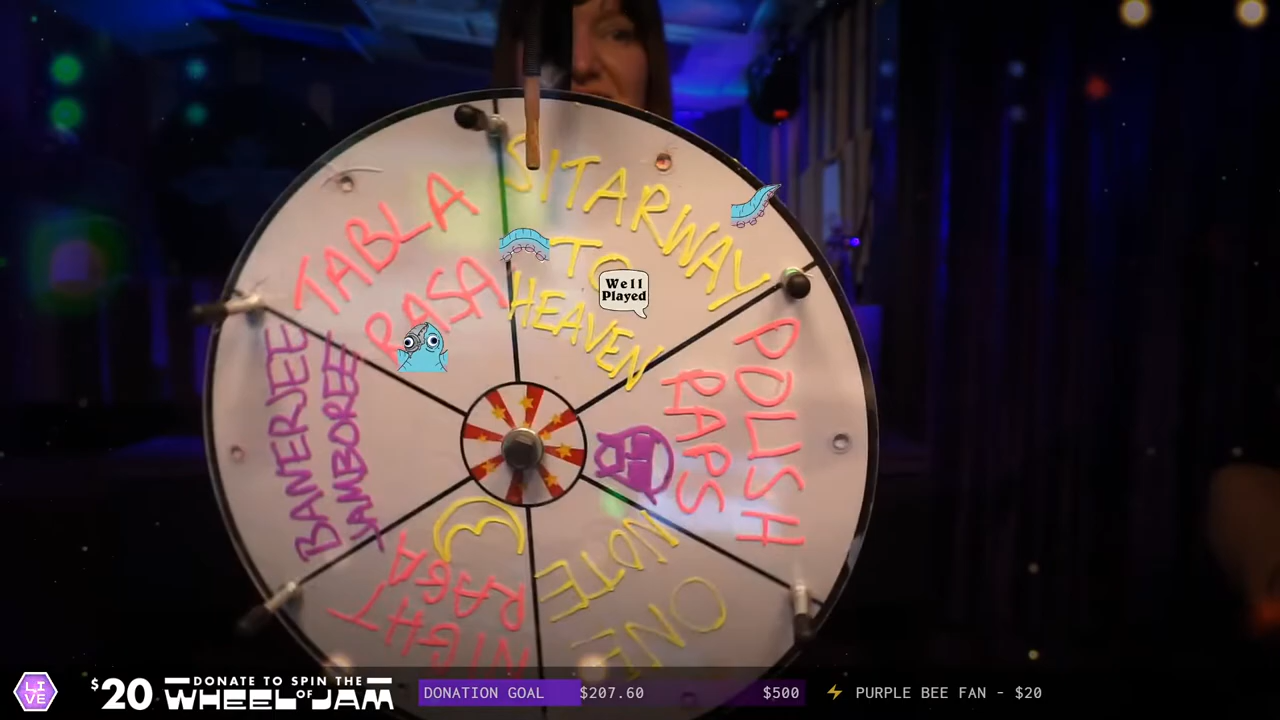 SITARWAY
TO
HEAVEN
Well
Played
TABLA
RASA
POLISH
RAPS
BANERJEE
JAMBOREE
NIGHT
RAGA
ONE
NOTE
LIVE
$20 DONATE TO SPIN THE
WHEEL OF JAM
DONATION GOAL $207.60 $500
⚡ PURPLE BEE FAN - $20